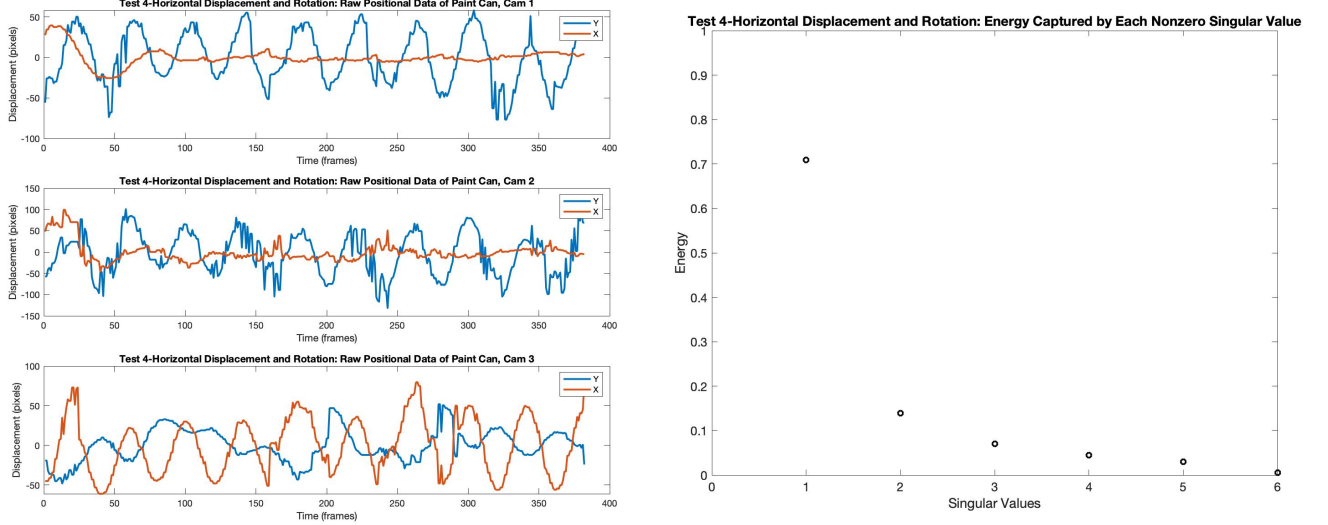 Test 4-Horizontal Displacement and Rotation: Raw Positional Data of Paint Can, Cam 1
50
0
-50
-100
Displacement (pixels)
Y
X
0 50 100 150 200 250 300 350 400
Time (frames)
Test 4-Horizontal Displacement and Rotation: Raw Positional Data of Paint Can, Cam 2
150
100
50
0
-50
-100
-150
Displacement (pixels)
Y
X
0 50 100 150 200 250 300 350 400
Time (frames)
Test 4-Horizontal Displacement and Rotation: Raw Positional Data of Paint Can, Cam 3
100
50
0
-50
Displacement (pixels)
Y
X
0 50 100 150 200 250 300 350 400
Time (frames)
Test 4-Horizontal Displacement and Rotation: Energy Captured by Each Nonzero Singular Value
1
0.9
0.8
0.7
0.6
0.5
0.4
0.3
0.2
0.1
0
Energy
0 1 2 3 4 5 6
Singular Values